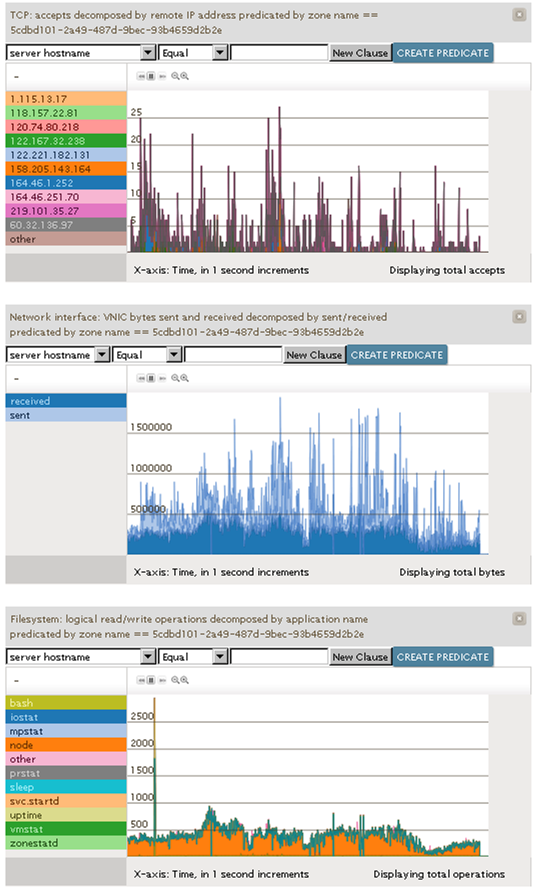 TCP: accepts decomposed by remote IP address predicated by zone name ==
5cdbd101-2a49-487d-9bec-93b4659d2b2e
server hostname Equal New Clause CREATE PREDICATE
-
1.115.13.17
118.157.22.81
120.74.80.218
122.167.32.238
122.221.182.131
158.205.143.164
164.46.1.252
164.46.251.70
219.101.35.27
60.32.136.97
other
25
20
15
10
5
X-axis: Time, in 1 second increments Displaying total accepts
Network interface: VNIC bytes sent and received decomposed by sent/received
predicated by zone name == 5cdbd101-2a49-487d-9bec-93b4659d2b2e
server hostname Equal New Clause CREATE PREDICATE
-
received
sent
1500000
1000000
500000
X-axis: Time, in 1 second increments Displaying total bytes
Filesystem: logical read/write operations decomposed by application name
predicated by zone name == 5cdbd101-2a49-487d-9bec-93b4659d2b2e
server hostname Equal New Clause CREATE PREDICATE
-
bash
iostat
mpstat
node
other
prstat
sleep
svc.startd
uptime
vmstat
zonestatd
2500
2000
1500
1000
500
X-axis: Time, in 1 second increments Displaying total operations